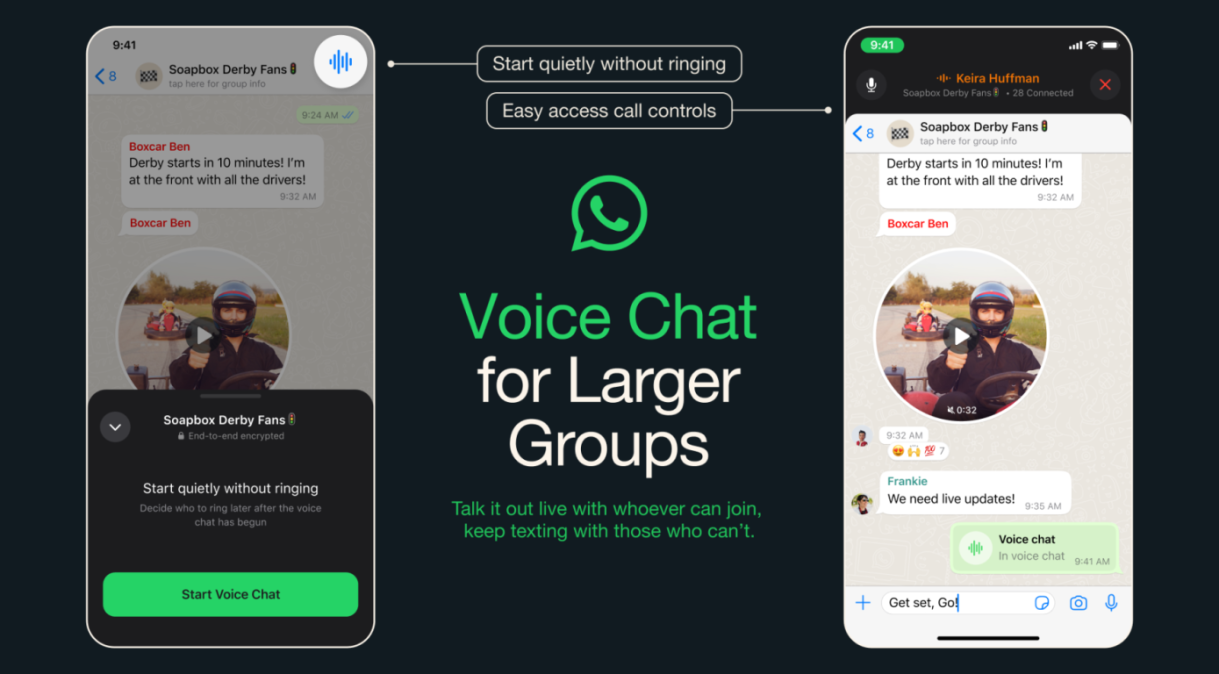 9:41
8
Soapbox Derby Fans🚦
tap here for group info
9:24 AM
Boxcar Ben
Derby starts in 10 minutes! I'm
at the front with all the drivers!
9:32 AM
Boxcar Ben
Soapbox Derby Fans🚦
End-to-end encrypted
Start quietly without ringing
Decide who to ring later after the voice
chat has begun
Start Voice Chat
Start quietly without ringing
Easy access call controls
Voice Chat
for Larger
Groups
Talk it out live with whoever can join,
keep texting with those who can't.
9:41
Keira Huffman
Soapbox Derby Fans🚦 • 28 Connected
8
Soapbox Derby Fans🚦
tap here for group info
Derby starts in 10 minutes! I'm
at the front with all the drivers!
9:32 AM
Boxcar Ben
0:32
9:32 AM
😍 🙌 💯 7
Frankie
We need live updates!
9:35 AM
Voice chat
In voice chat
9:41 AM
Get set, Go!